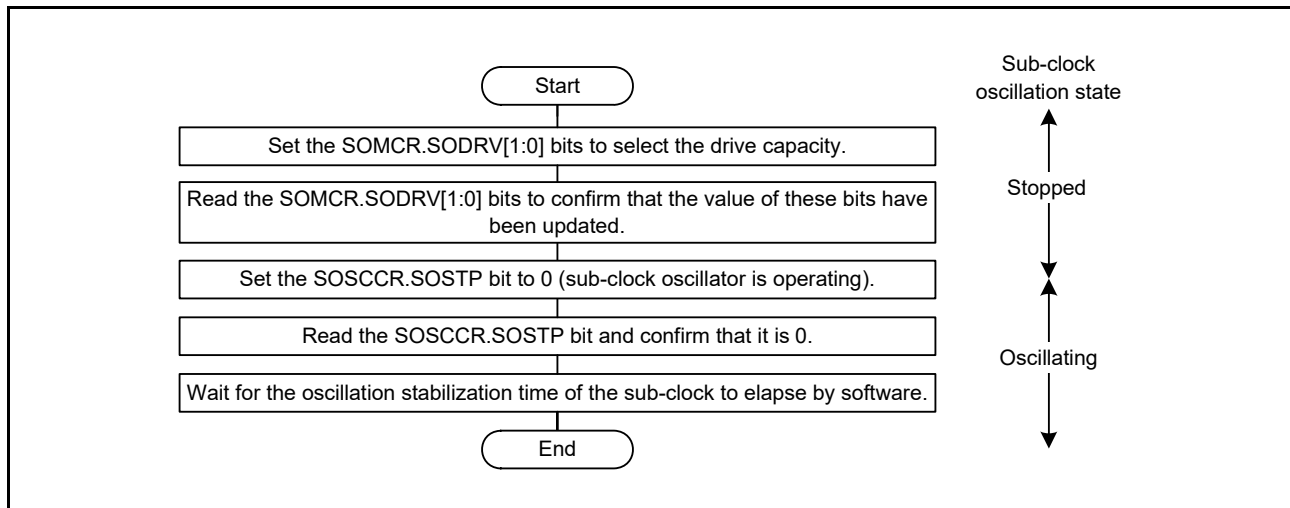 Sub-clock
oscillation state
Start
Set the SOMCR.SODRV[1:0] bits to select the drive capacity.
Read the SOMCR.SODRV[1:0] bits to confirm that the value of these bits have
been updated.
Stopped
Set the SOSCCR.SOSTP bit to 0 (sub-clock oscillator is operating).
Read the SOSCCR.SOSTP bit and confirm that it is 0.
Oscillating
Wait for the oscillation stabilization time of the sub-clock to elapse by software.
End